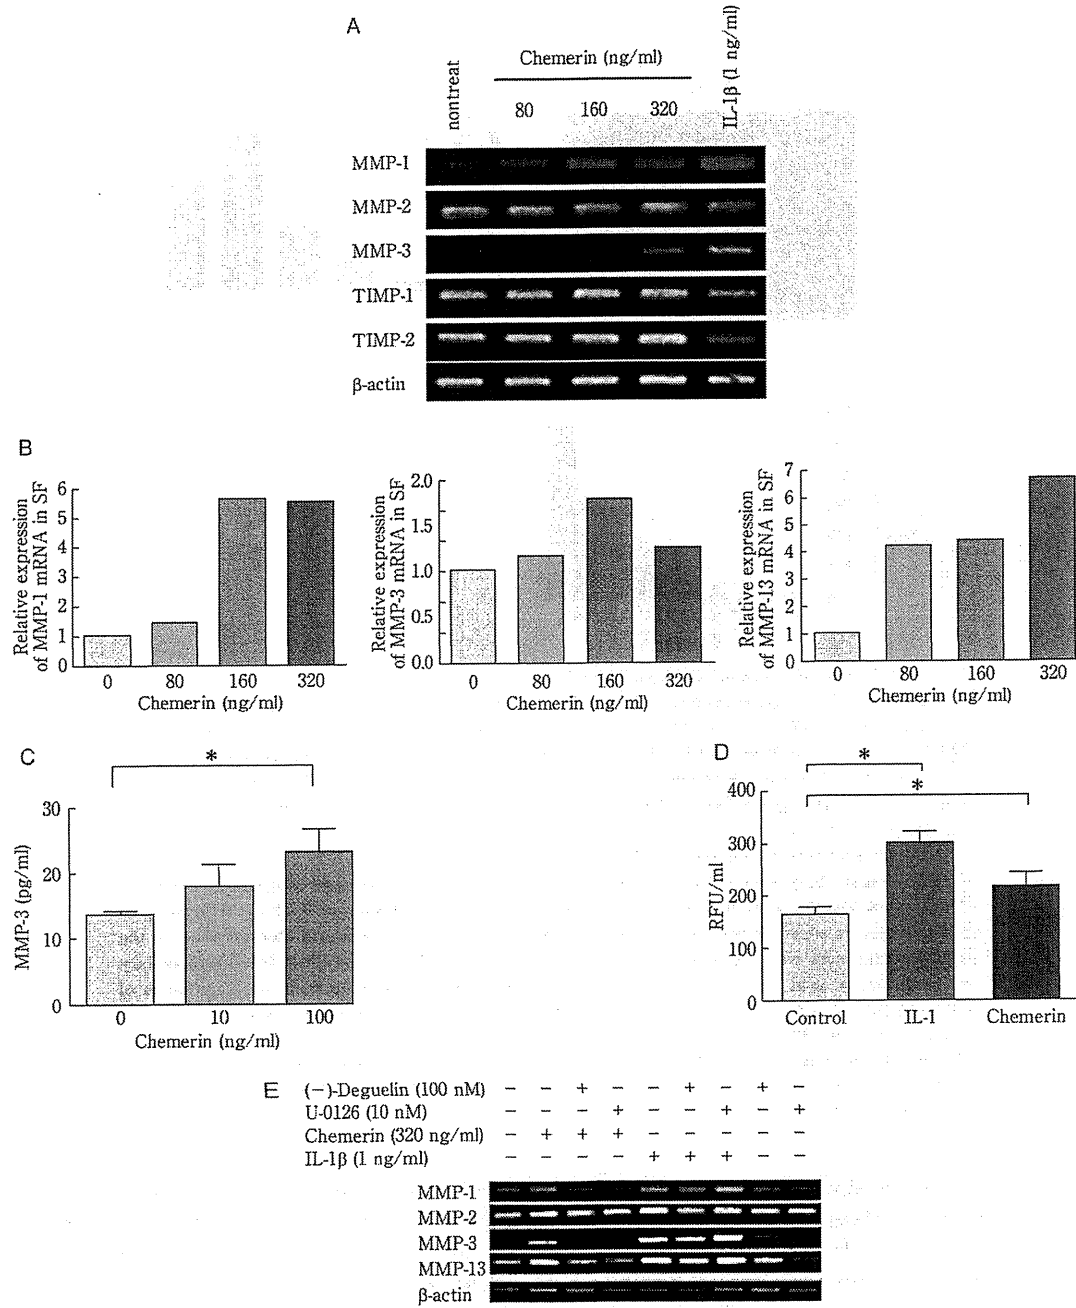 A
nontreat
Chemerin (ng/ml)
80 160 320
IL-1β (1 ng/ml)
MMP-1
MMP-2
MMP-3
TIMP-1
TIMP-2
β-actin
B
Relative expression
of MMP-1 mRNA in SF
6
5
4
3
2
1
0
0 80 160 320
Chemerin (ng/ml)
Relative expression
of MMP-3 mRNA in SF
2.0
1.5
1.0
0.5
0.0
0 80 160 320
Chemerin (ng/ml)
Relative expression
of MMP-13 mRNA in SF
7
6
5
4
3
2
1
0
0 80 160 320
Chemerin (ng/ml)
C
*
MMP-3 (pg/ml)
30
20
10
0
0 10 100
Chemerin (ng/ml)
D
*
*
RFU/ml
400
300
200
100
0
Control IL-1 Chemerin
E
(−)-Deguelin (100 nM) − − + − − + − + −
U-0126 (10 nM) − − − + − − + − +
Chemerin (320 ng/ml) − + + + − − − − −
IL-1β (1 ng/ml) − − − − + + + − −
MMP-1
MMP-2
MMP-3
MMP-13
β-actin